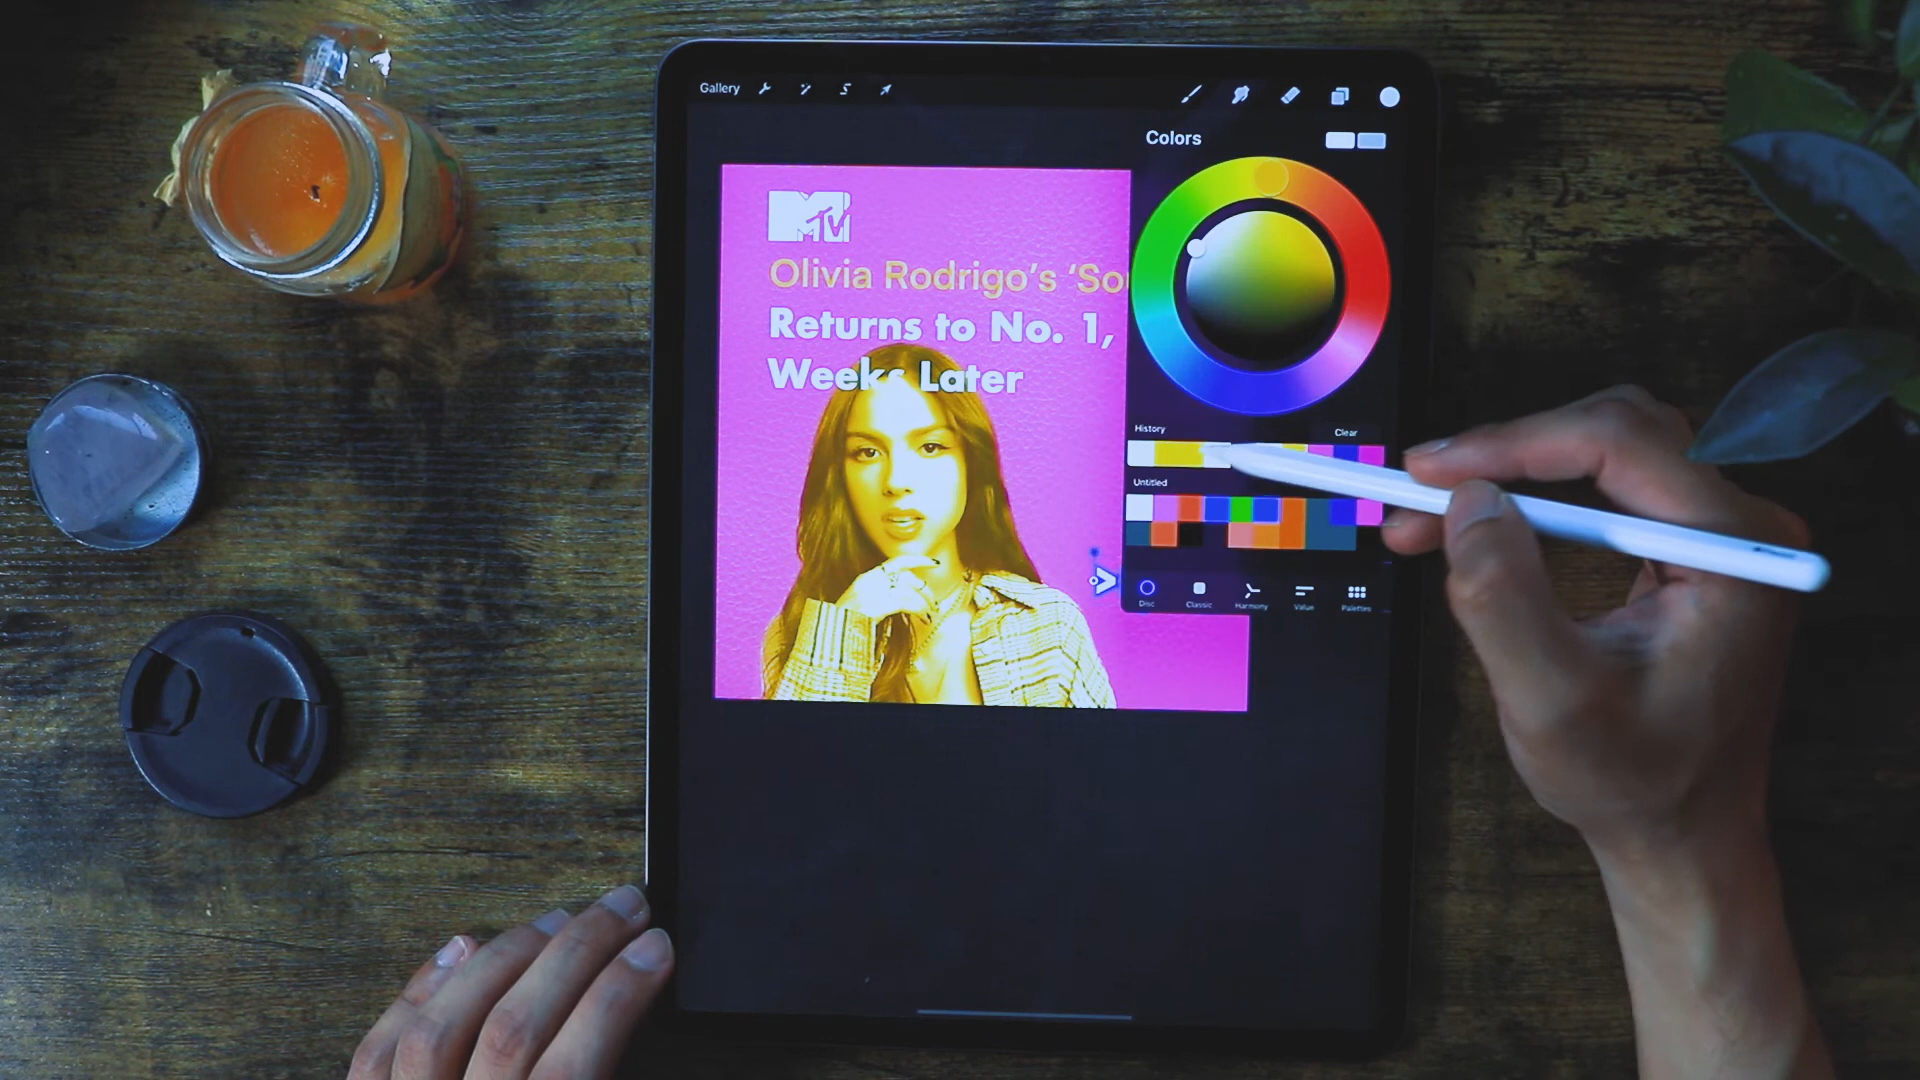 Gallery
Colors
MTV
Olivia Rodrigo's 'So
Returns to No. 1,
Weeks Later
History
Clear
Untitled
Disc
Classic
Harmony
Value
Palettes